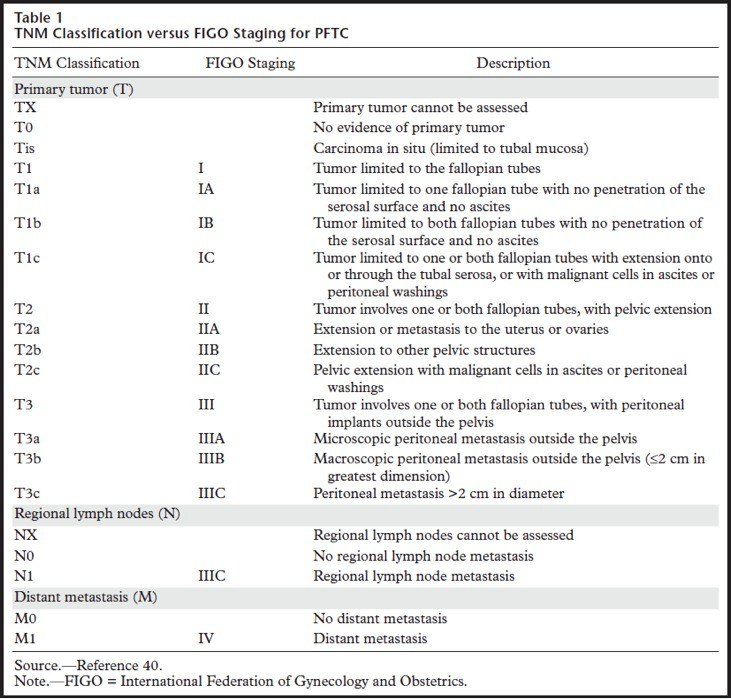 Table 1
TNM Classification versus FIGO Staging for PFTC
TNM Classification FIGO Staging Description
Primary tumor (T)
TX Primary tumor cannot be assessed
T0 No evidence of primary tumor
Tis Carcinoma in situ (limited to tubal mucosa)
T1 I Tumor limited to the fallopian tubes
T1a IA Tumor limited to one fallopian tube with no penetration of the
serosal surface and no ascites
T1b IB Tumor limited to both fallopian tubes with no penetration of
the serosal surface and no ascites
T1c IC Tumor limited to one or both fallopian tubes with extension onto
or through the tubal serosa, or with malignant cells in ascites or
peritoneal washings
T2 II Tumor involves one or both fallopian tubes, with pelvic extension
T2a IIA Extension or metastasis to the uterus or ovaries
T2b IIB Extension to other pelvic structures
T2c IIC Pelvic extension with malignant cells in ascites or peritoneal
washings
T3 III Tumor involves one or both fallopian tubes, with peritoneal
implants outside the pelvis
T3a IIIA Microscopic peritoneal metastasis outside the pelvis
T3b IIIB Macroscopic peritoneal metastasis outside the pelvis (≤2 cm in
greatest dimension)
T3c IIIC Peritoneal metastasis >2 cm in diameter
Regional lymph nodes (N)
NX Regional lymph nodes cannot be assessed
N0 No regional lymph node metastasis
N1 IIIC Regional lymph node metastasis
Distant metastasis (M)
M0 No distant metastasis
M1 IV Distant metastasis
Source.—Reference 40.
Note.—FIGO = International Federation of Gynecology and Obstetrics.